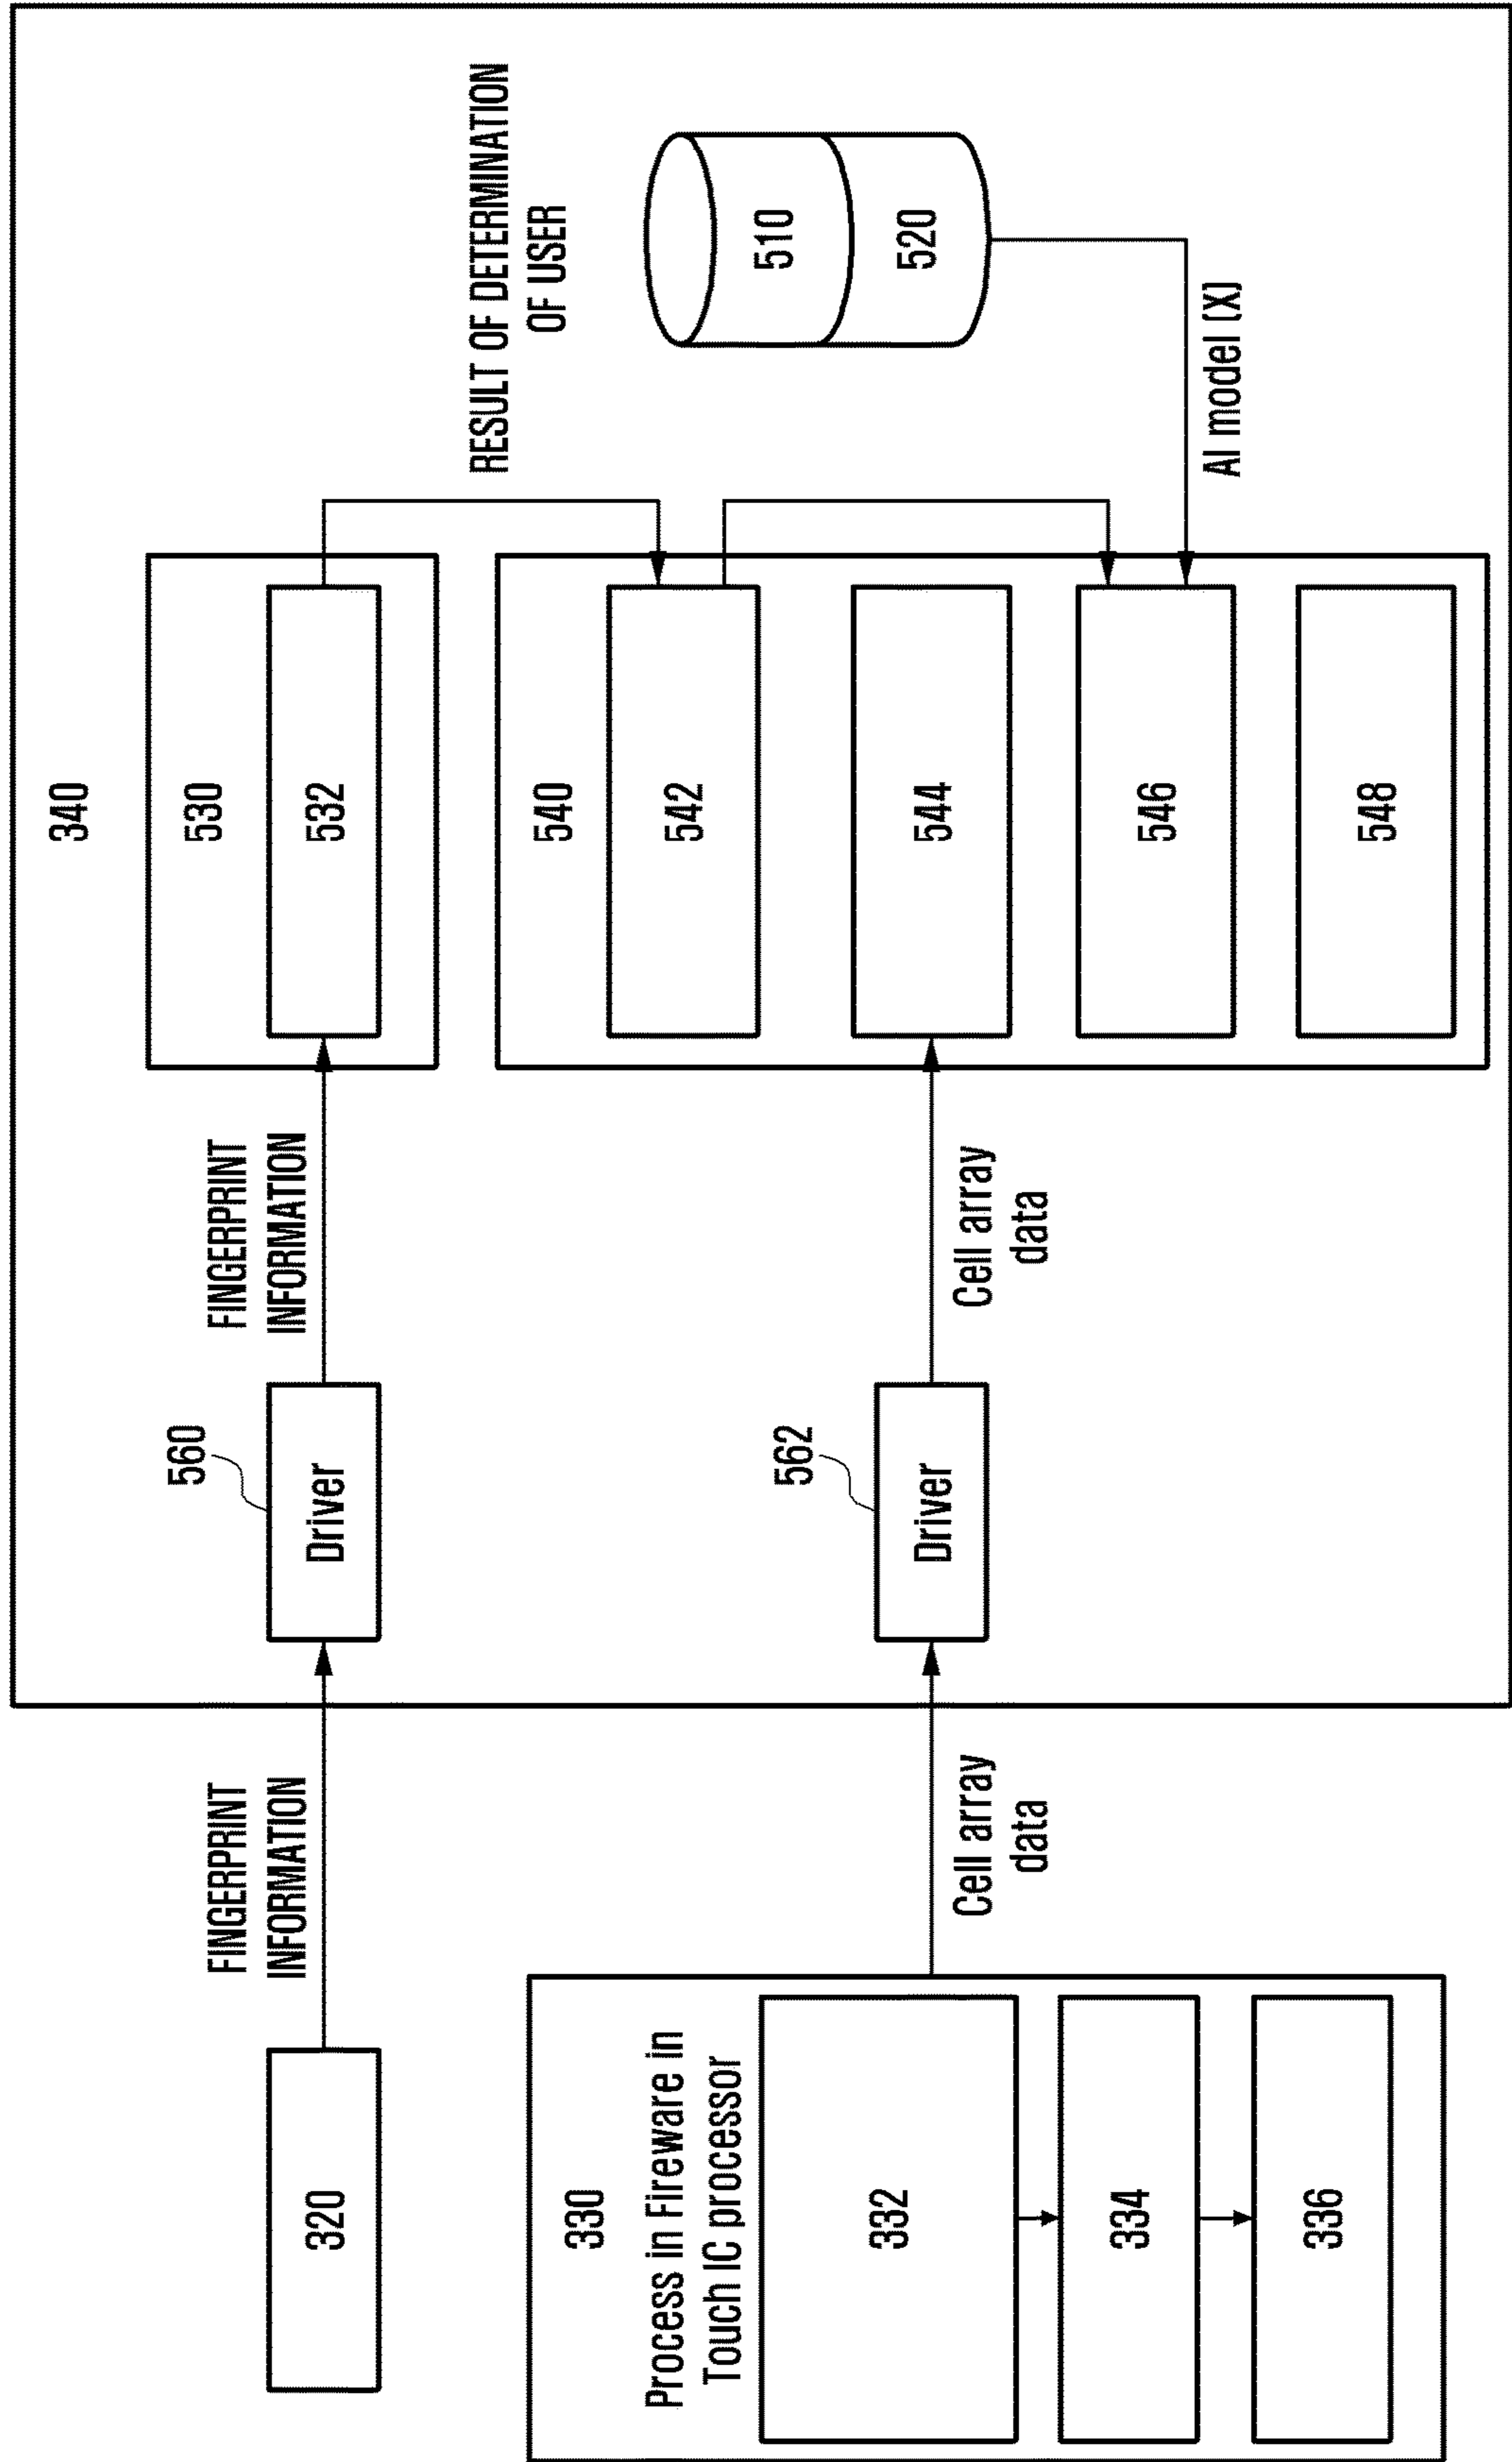 340
530
532
RESULT OF DETERMINATION
OF USER
540
542
544
546
548
510
520
AI model (X)
560
Driver
FINGERPRINT
INFORMATION
562
Driver
Cell array
data
FINGERPRINT
INFORMATION
Cell array
data
320
330
Process in Fireware in
Touch IC processor
332
334
336